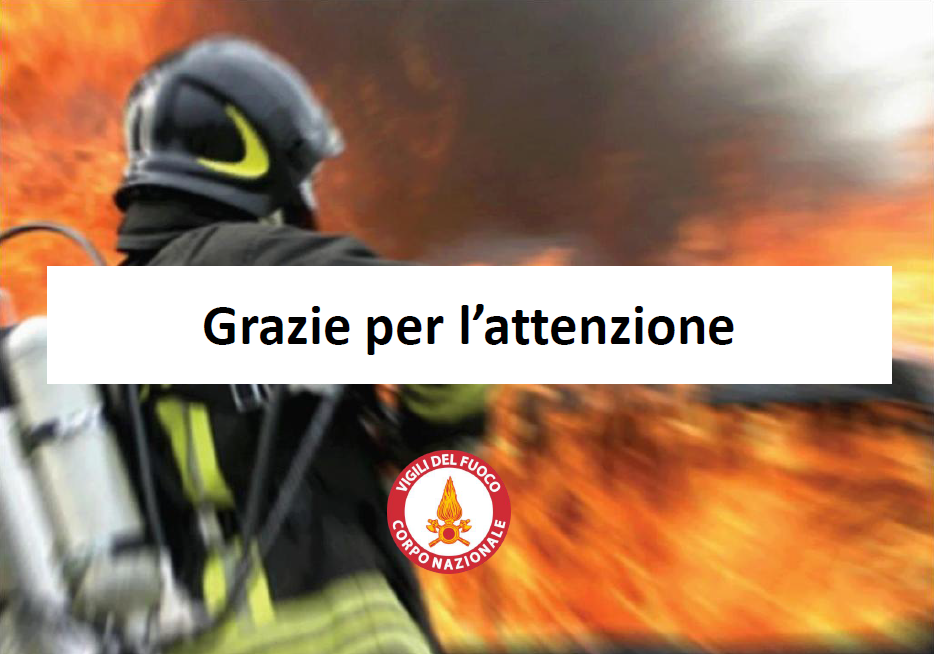 Grazie per l’attenzione
VIGILI DEL FUOCO
CORPO NAZIONALE